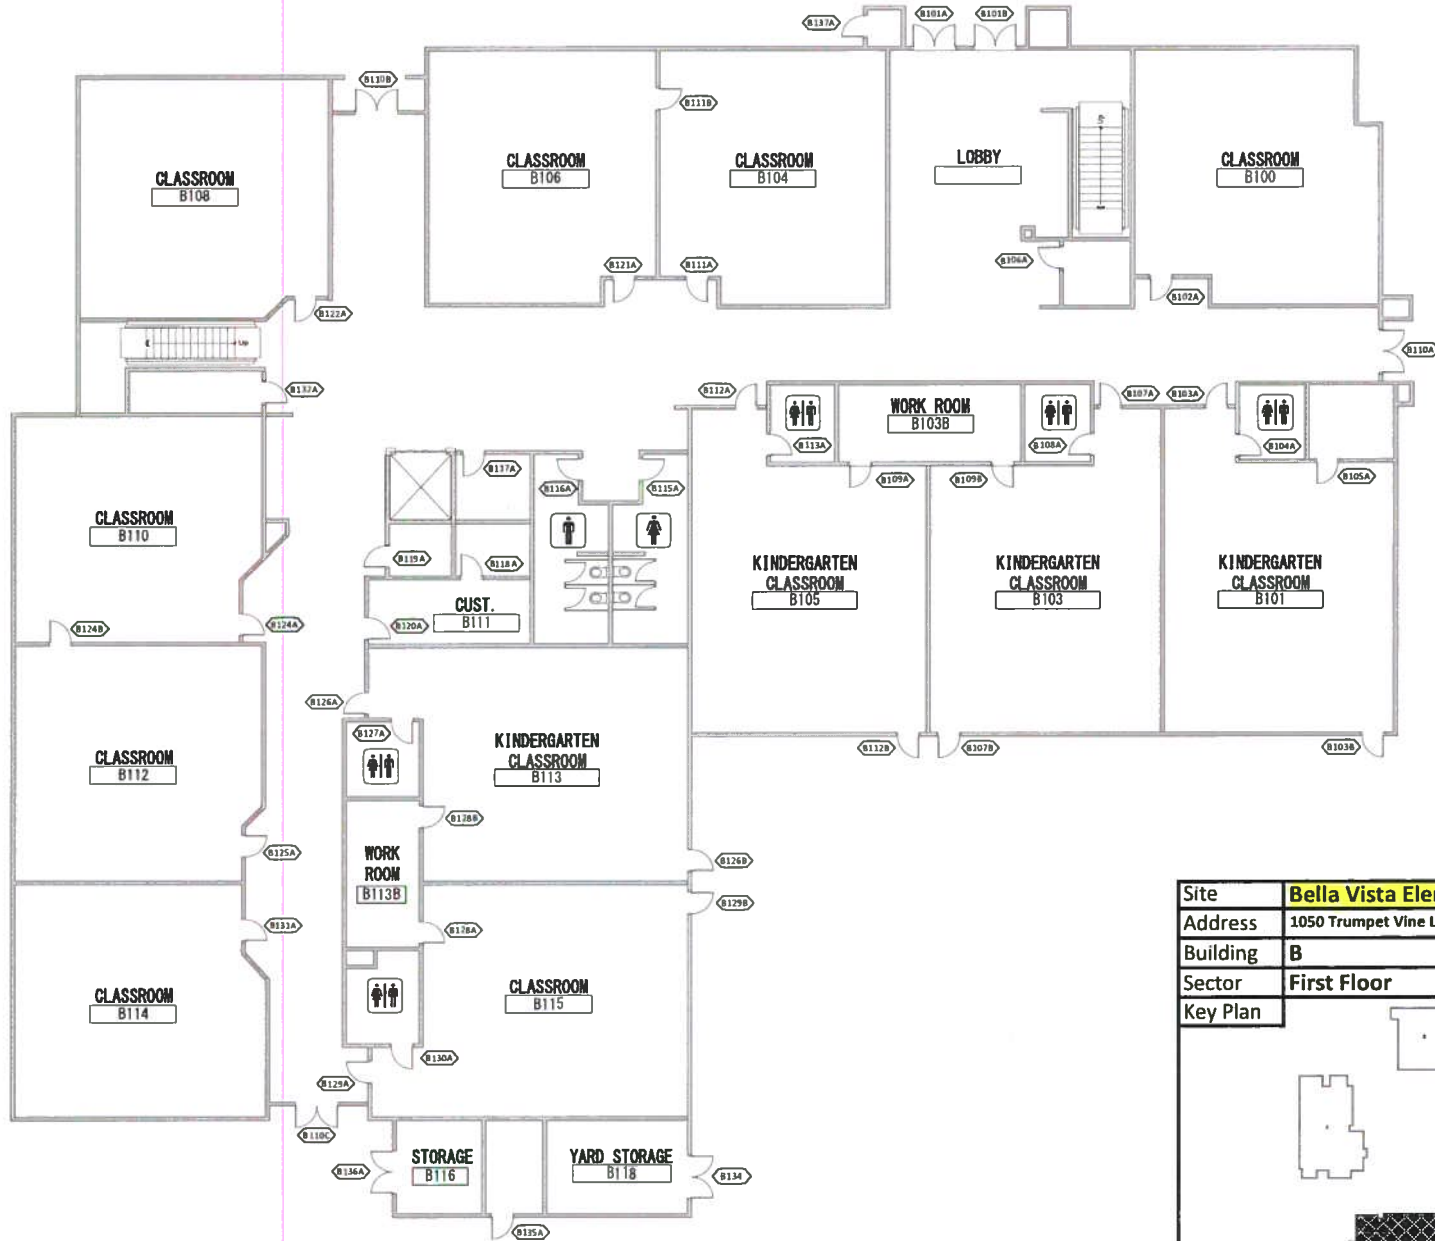 B137A
B101A
B101B
B110B
B111B
CLASSROOM
B108
CLASSROOM
B106
CLASSROOM
B104
LOBBY
Up
CLASSROOM
B100
B121A
B111A
B106A
B102A
B122A
Up
B110A
B132A
B112A
B113A
WORK ROOM
B103B
B108A
B107A
B103A
B104A
B105A
B109A
B109B
B117A
B116A
B115A
CLASSROOM
B110
B119A
B118A
CUST.
B111
B120A
B124B
B124A
KINDERGARTEN
CLASSROOM
B105
KINDERGARTEN
CLASSROOM
B103
KINDERGARTEN
CLASSROOM
B101
B126A
B127A
KINDERGARTEN
CLASSROOM
B113
B112B
B107B
B103B
CLASSROOM
B112
B128B
B125A
WORK
ROOM
B113B
B126B
B129B
B131A
B128A
CLASSROOM
B114
CLASSROOM
B115
B130A
B129A
B110C
B136A
STORAGE
B116
YARD STORAGE
B118
B134
B135A
Site Bella Vista Ele
Address 1050 Trumpet Vine L
Building B
Sector First Floor
Key Plan